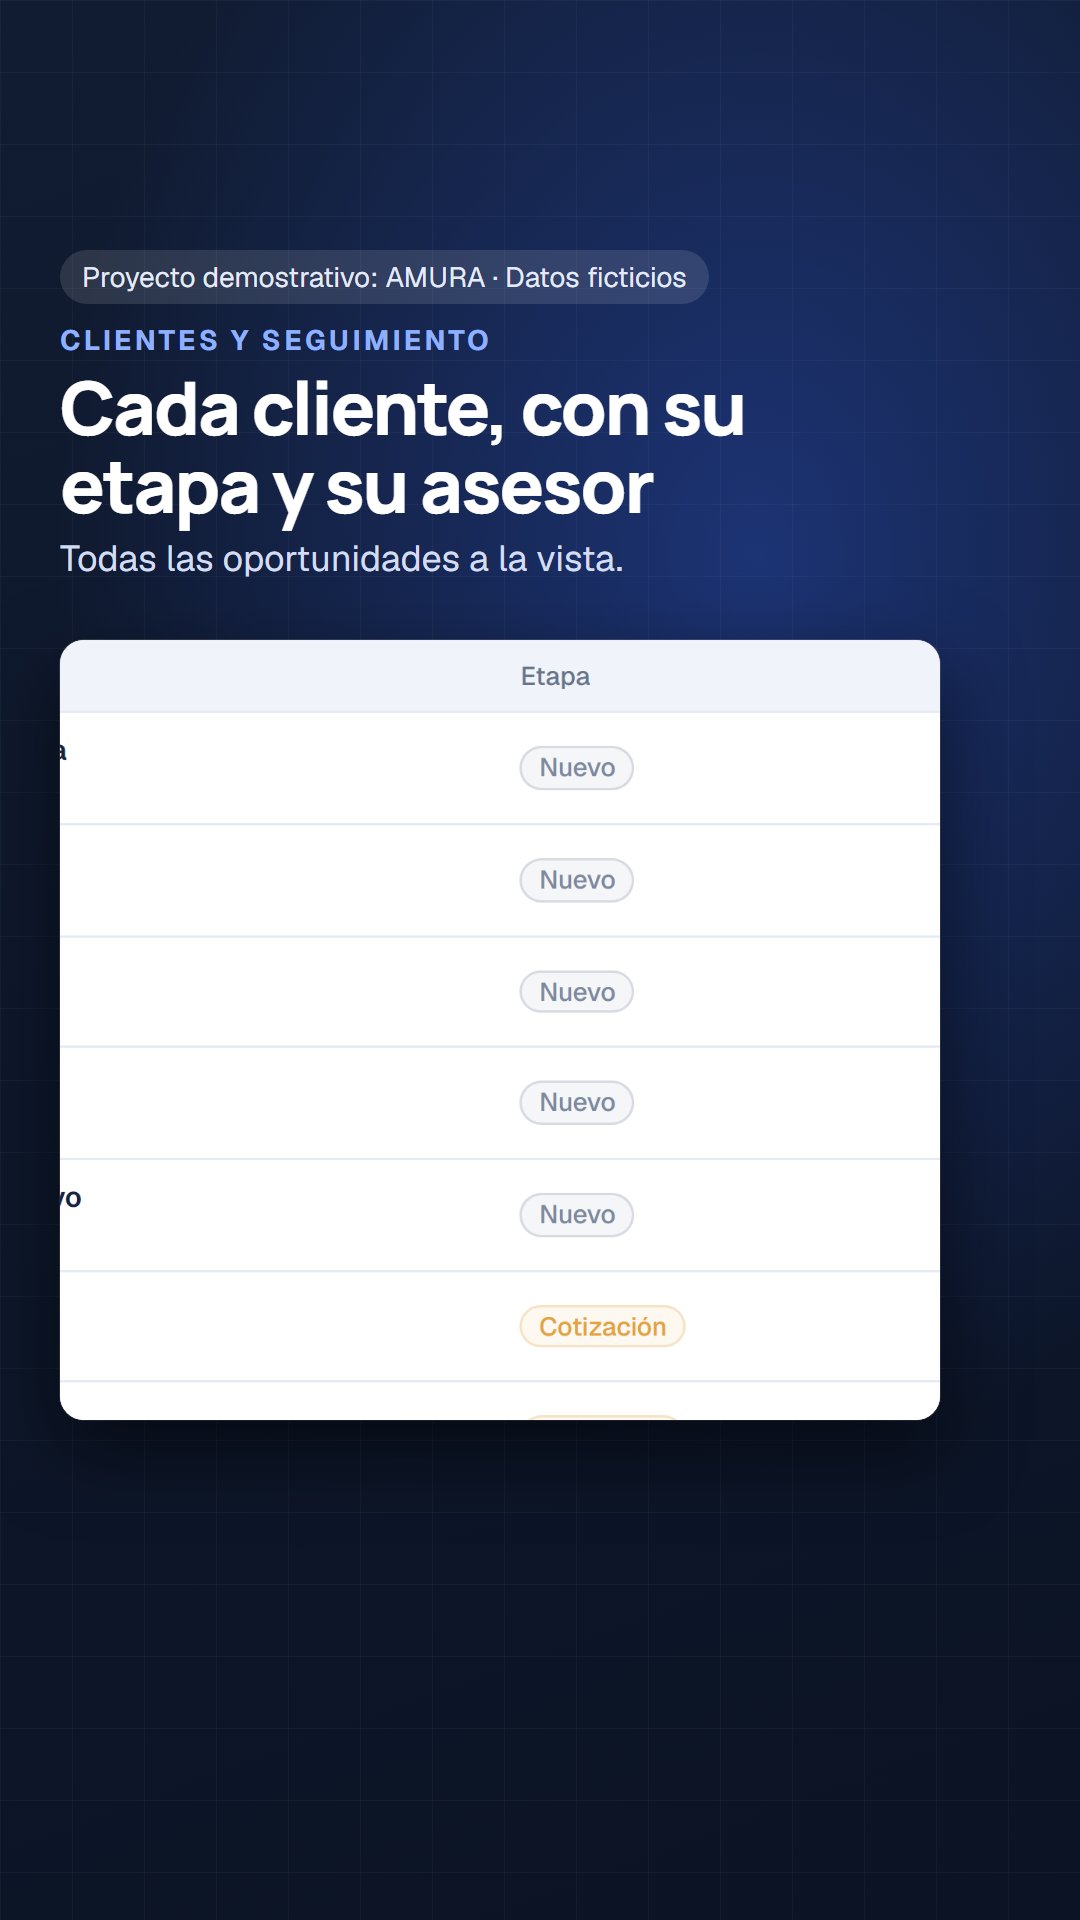 Proyecto demostrativo: AMURA · Datos ficticios
CLIENTES Y SEGUIMIENTO
Cada cliente, con su
etapa y su asesor
Todas las oportunidades a la vista.
Etapa
Nuevo
Nuevo
Nuevo
Nuevo
Nuevo
Cotización